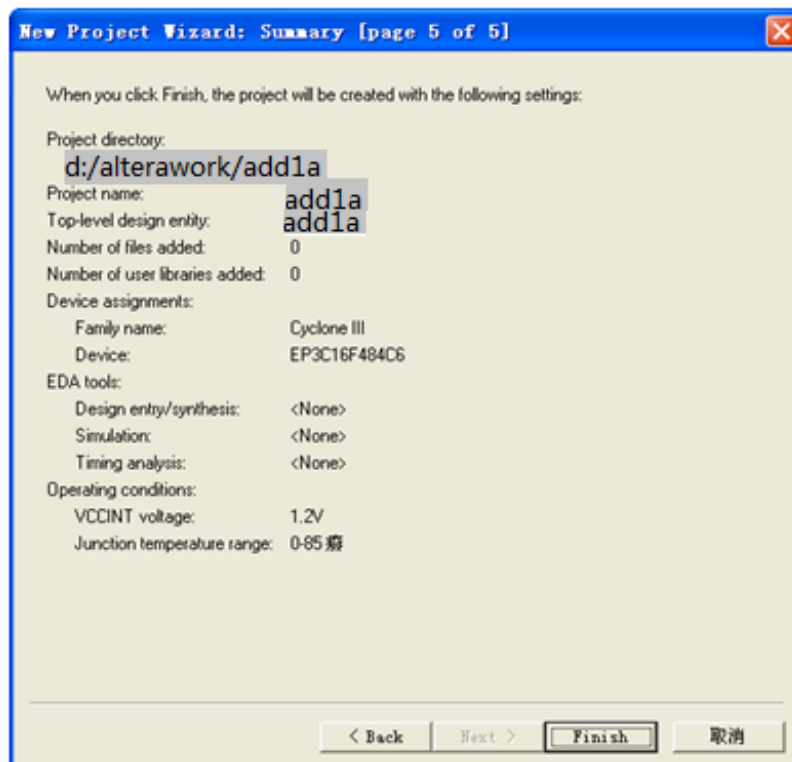 New Project Wizard: Summary [page 5 of 5]
When you click Finish, the project will be created with the following settings:
Project directory:
d:/alterawork/add1a
Project name: add1a
Top-level design entity: add1a
Number of files added: 0
Number of user libraries added: 0
Device assignments:
Family name: Cyclone III
Device: EP3C16F484C6
EDA tools:
Design entry/synthesis: <None>
Simulation: <None>
Timing analysis: <None>
Operating conditions:
VCCINT voltage: 1.2V
Junction temperature range: 0-85 癈
< Back Next > Finish 取消